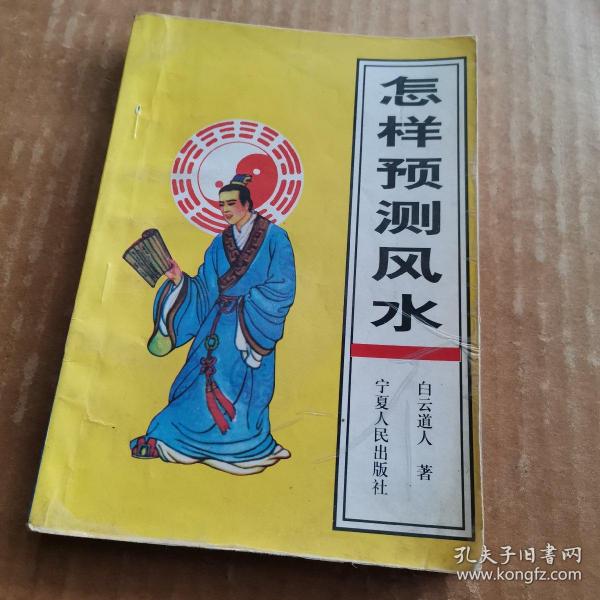 怎样预测风水
白云道人 著
宁夏人民出版社
孔夫子旧书网
www.kongfz.com